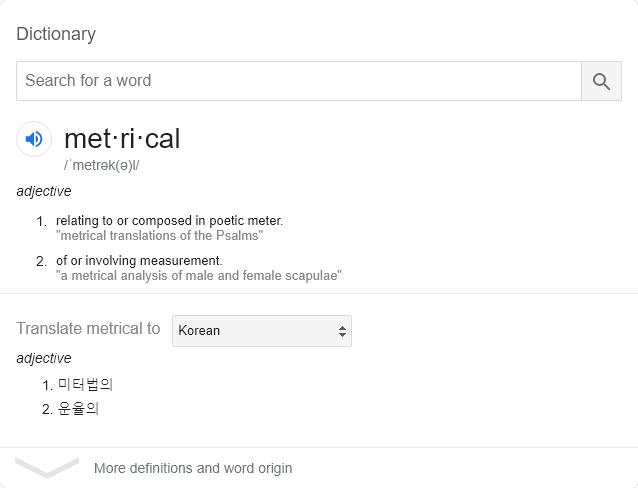 Dictionary
Search for a word
met·ri·cal
/ˈmetrək(ə)l/
adjective
1. relating to or composed in poetic meter.
"metrical translations of the Psalms"
2. of or involving measurement.
"a metrical analysis of male and female scapulae"
Translate metrical to Korean
adjective
1. 미터법의
2. 운율의
More definitions and word origin